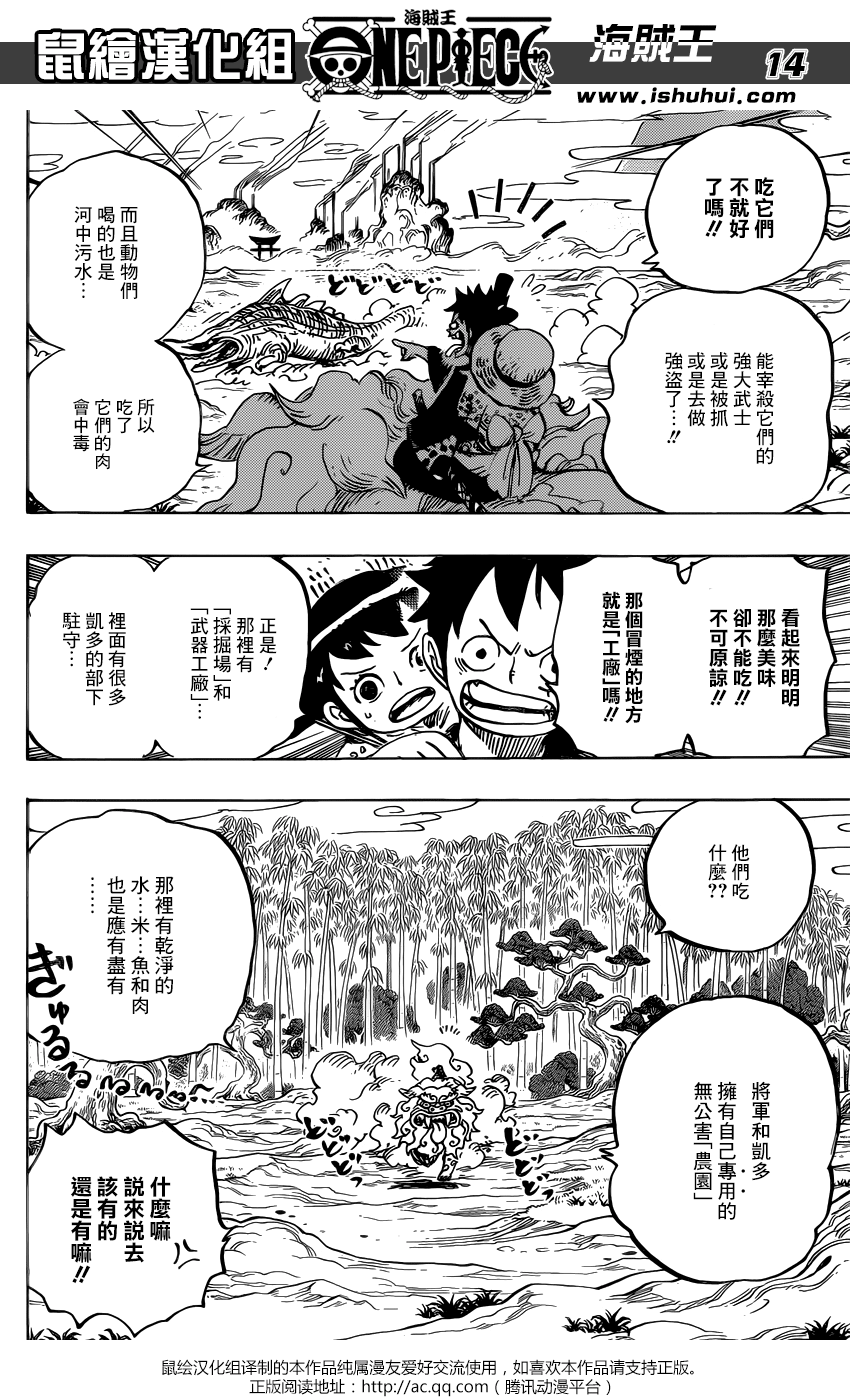 鼠繪漢化組
海賊王
ONE PIECE
海賊王
14
www.ishuhui.com
吃它們
不就好
了嗎!!
能宰殺它們的
強大武士
或是被抓
或是去做
強盜了…!!
而且動物們
喝的也是
河中污水…
所以
吃了
它們的肉
會中毒
どどどど
看起來明明
那麼美味
卻不能吃!!
不可原諒!!
那個冒煙的地方
就是「工廠」嗎!!
正是!
那裡有
「採掘場」和
「武器工廠」…
裡面有很多
凱多的部下
駐守…
他們吃
什麼??
將軍和凱多
擁有自己專用的
無公害「農園」
那裡有乾淨的
水…米…魚和肉
也是應有盡有
……
ぎゅるるる
どどど
どどっ
什麼嘛
說來說去
該有的
還是有嘛!!
鼠绘汉化组译制的本作品纯属漫友爱好交流使用，如喜欢本作品请支持正版。
正版阅读地址：http://ac.qq.com（腾讯动漫平台）